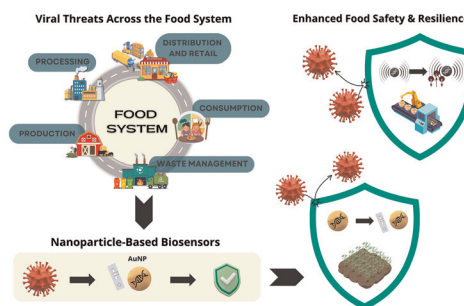 Viral Threats Across the Food System
Enhanced Food Safety & Resilience
DISTRIBUTION
AND RETAIL
PROCESSING
FOOD
SYSTEM
CONSUMPTION
PRODUCTION
WASTE MANAGEMENT
Nanoparticle-Based Biosensors
AuNP